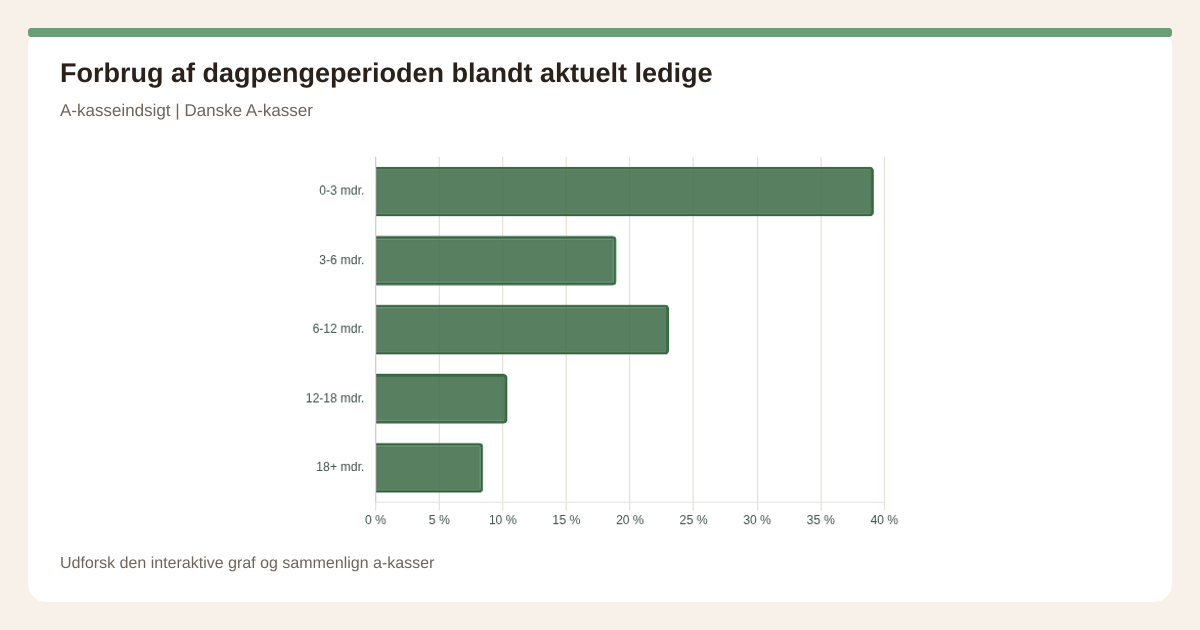 Forbrug af dagpengeperioden blandt aktuelt ledige
A-kasseindsigt | Danske A-kasser
0-3 mdr.
3-6 mdr.
6-12 mdr.
12-18 mdr.
18+ mdr.
0 % 5 % 10 % 15 % 20 % 25 % 30 % 35 % 40 %
Udforsk den interaktive graf og sammenlign a-kasser